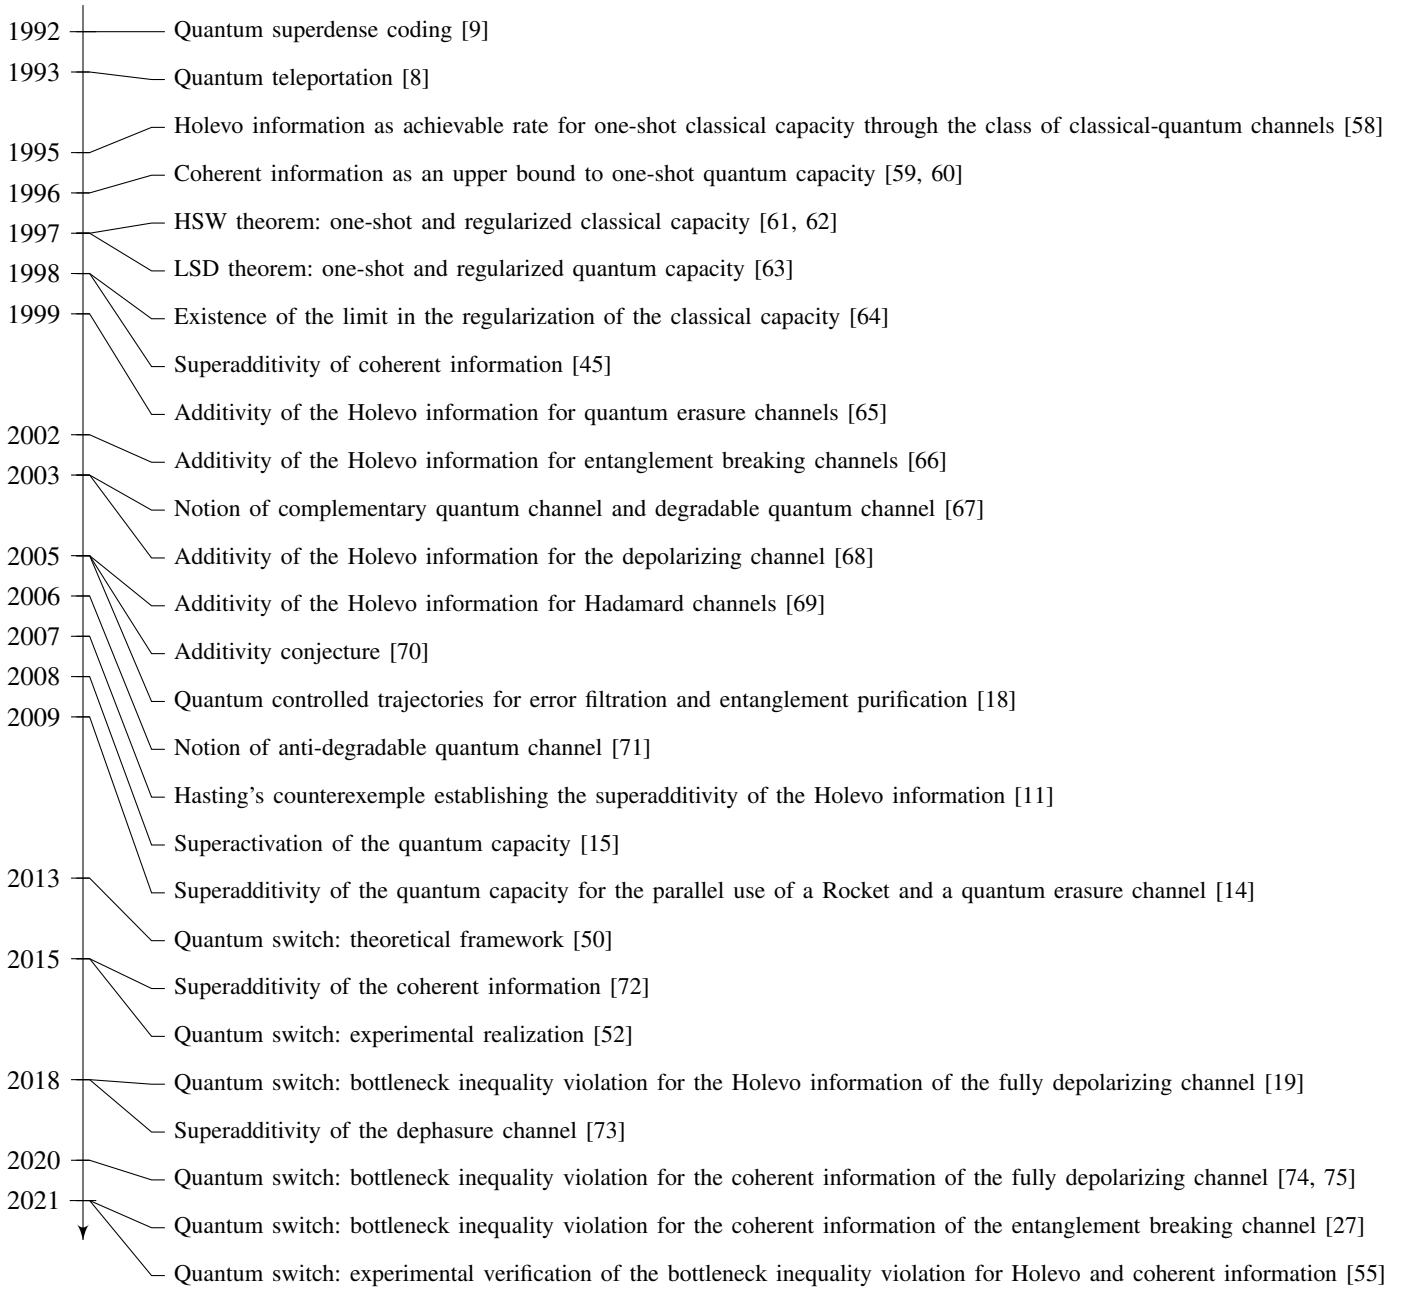 1992 Quantum superdense coding [9]
1993 Quantum teleportation [8]
1995 Holevo information as achievable rate for one-shot classical capacity through the class of classical-quantum channels [58]
1996 Coherent information as an upper bound to one-shot quantum capacity [59, 60]
1997 HSW theorem: one-shot and regularized classical capacity [61, 62]
LSD theorem: one-shot and regularized quantum capacity [63]
1998 Existence of the limit in the regularization of the classical capacity [64]
Superadditivity of coherent information [45]
1999 Additivity of the Holevo information for quantum erasure channels [65]
2002 Additivity of the Holevo information for entanglement breaking channels [66]
2003 Notion of complementary quantum channel and degradable quantum channel [67]
Additivity of the Holevo information for the depolarizing channel [68]
2005 Additivity of the Holevo information for Hadamard channels [69]
Additivity conjecture [70]
Quantum controlled trajectories for error filtration and entanglement purification [18]
2006 Notion of anti-degradable quantum channel [71]
2007 Hasting's counterexemple establishing the superadditivity of the Holevo information [11]
2008 Superactivation of the quantum capacity [15]
2009 Superadditivity of the quantum capacity for the parallel use of a Rocket and a quantum erasure channel [14]
2013 Quantum switch: theoretical framework [50]
2015 Superadditivity of the coherent information [72]
Quantum switch: experimental realization [52]
2018 Quantum switch: bottleneck inequality violation for the Holevo information of the fully depolarizing channel [19]
Superadditivity of the dephasure channel [73]
2020 Quantum switch: bottleneck inequality violation for the coherent information of the fully depolarizing channel [74, 75]
2021 Quantum switch: bottleneck inequality violation for the coherent information of the entanglement breaking channel [27]
Quantum switch: experimental verification of the bottleneck inequality violation for Holevo and coherent information [55]